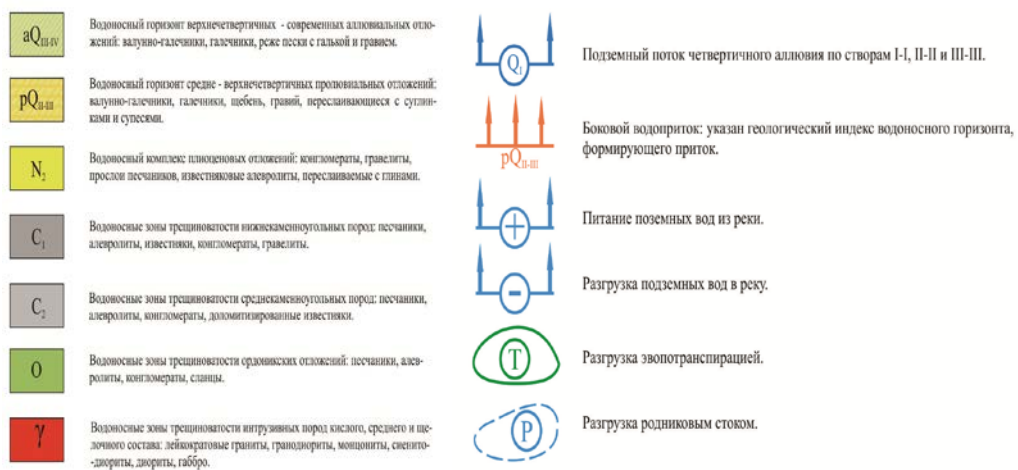 aQIII-IV
Водоносный горизонт верхнечетвертичных - современных аллювиальных отло-
жений: валунно-галечники, галечники, реже пески с галькой и гравием.
pQII-III
Водоносный горизонт средне - верхнечетвертичных пролювиальных отложений:
валунно-галечники, галечники, щебень, гравий, переслаивающиеся с суглин-
ками и супесями.
N2
Водоносный комплекс плиоценовых отложений: конгломераты, гравелиты,
прослои песчаников, известняковые алевролиты, переслаиваемые с глинами.
C1
Водоносные зоны трещиноватости нижнекаменноугольных пород: песчаники,
алевролиты, известняки, конгломераты, гравелиты.
C2
Водоносные зоны трещиноватости среднекаменноугольных пород: песчаники,
алевролиты, конгломераты, доломитизированные известняки.
O
Водоносные зоны трещиноватости ордоникских отложений: песчаники, алев-
ролиты, конгломераты, сланцы.
γ
Водоносные зоны трещиноватости интрузивных пород кислого, среднего и ще-
лочного состава: лейкократовые граниты, гранодиориты, монцониты, сиенито-
-диориты, диориты, габбро.
Q1
Подземный поток четвертичного аллювия по створам I-I, II-II и III-III.
pQII-III
Боковой водоприток: указан геологический индекс водоносного горизонта,
формирующего приток.
+
Питание поземных вод из реки.
-
Разгрузка подземных вод в реку.
T
Разгрузка эвопотранспирацией.
P
Разгрузка родниковым стоком.